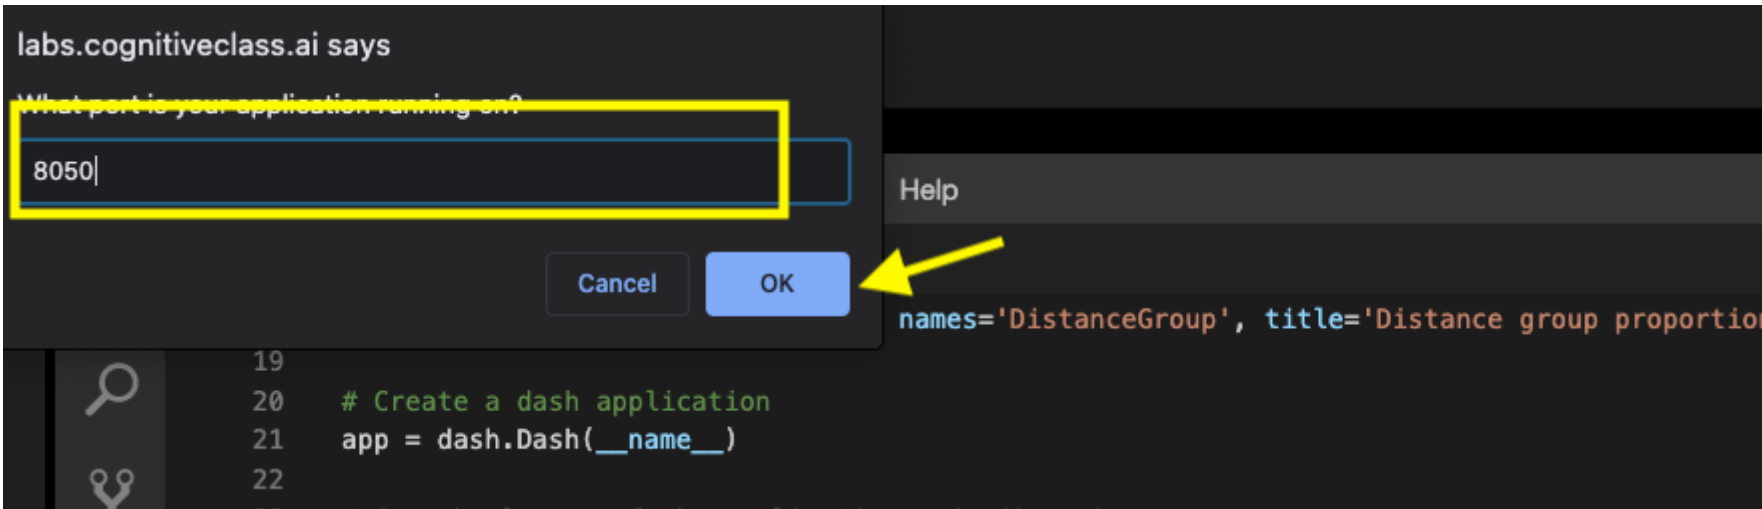 labs.cognitiveclass.ai says
What port is your application running on?
8050
Cancel
OK
Help
names='DistanceGroup', title='Distance group proportion
19
20 # Create a dash application
21 app = dash.Dash(__name__)
22